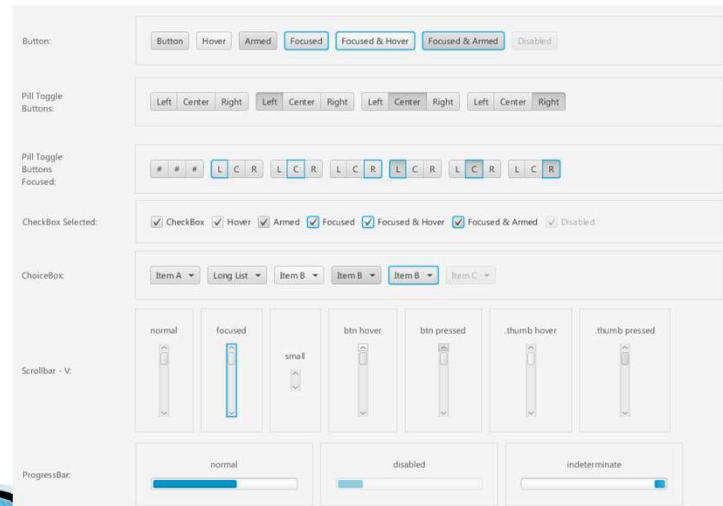 Button:
Button Hover Armed Focused Focused & Hover Focused & Armed Disabled
Pill Toggle
Buttons:
Left Center Right Left Center Right Left Center Right Left Center Right
Pill Toggle
Buttons
Focused:
# # # L C R L C R L C R L C R L C R L C R
CheckBox Selected:
CheckBox Hover Armed Focused Focused & Hover Focused & Armed Disabled
ChoiceBox:
Item A Long List Item B Item B Item B Item C
Scrollbar - V:
normal focused small btn hover btn pressed .thumb hover .thumb pressed
ProgressBar:
normal disabled indeterminate